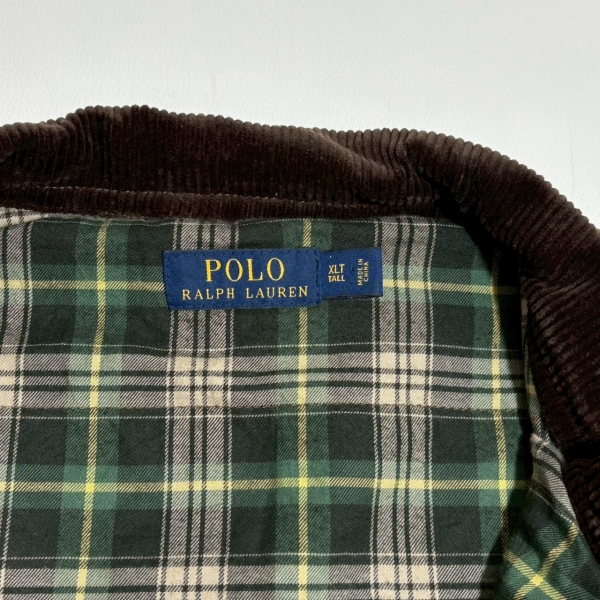 POLO
RALPH LAUREN
XLT
TALL
MADE IN
CHINA